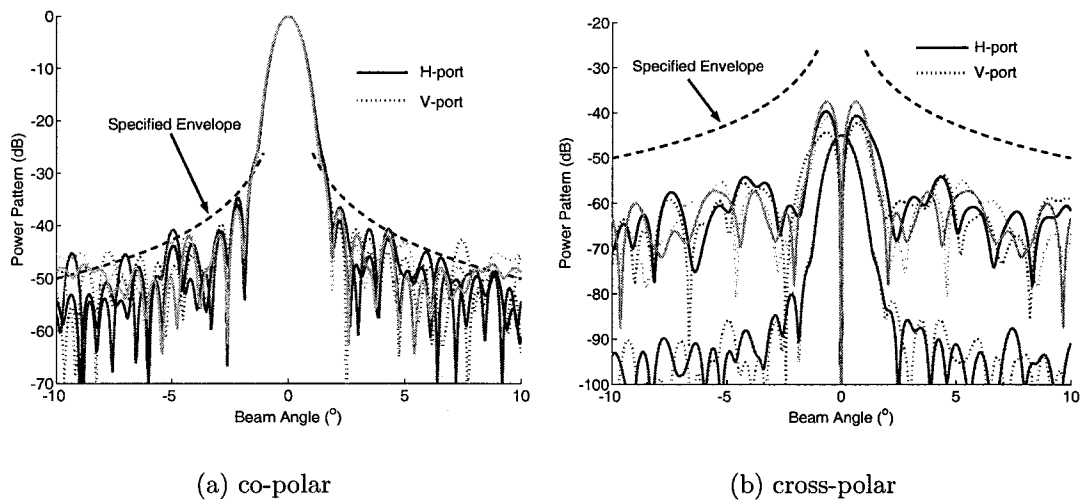 0
-10
-20
-30
-40
-50
-60
-70
-10
-5
0
5
10
Power Pattern (dB)
Beam Angle (°)
Specified Envelope
H-port
V-port
(a) co-polar
-20
-30
-40
-50
-60
-70
-80
-90
-100
-10
-5
0
5
10
Power Pattern (dB)
Beam Angle (°)
Specified Envelope
H-port
V-port
(b) cross-polar